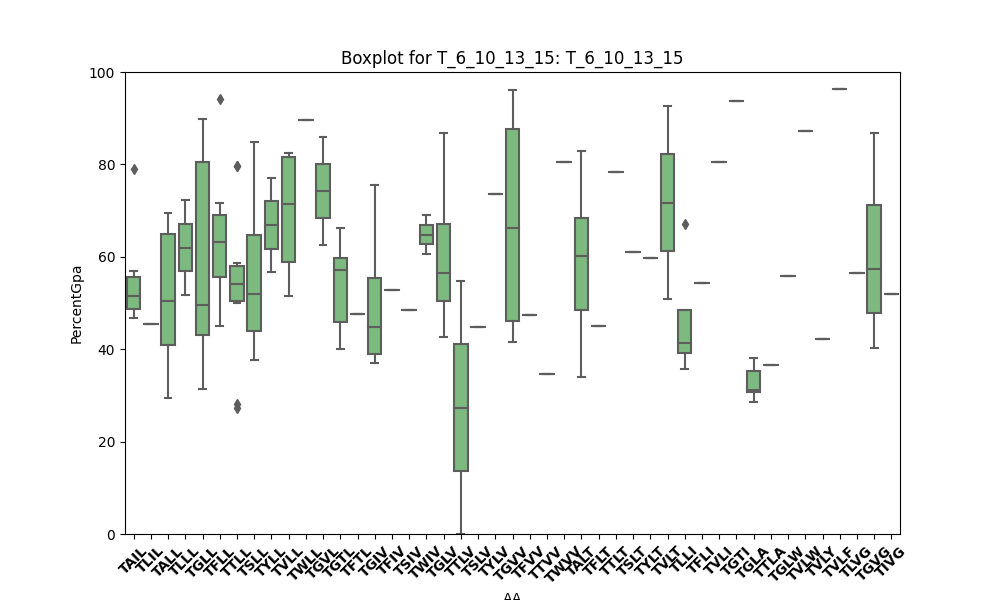 Boxplot for T_6_10_13_15: T_6_10_13_15
100
80
60
40
20
0
PercentGpa
TAIL TLIL TALL TLLL TGLL TFLL TTLL TSLL TYLL TVLL TWLL TGVL TGTL TFTL TGIV TFIV TSIV TWIV TGLV TTLV TSLV TYLV TGVV TFVV TTVV TWVV TALT TFLT TTLT TSLT TYLT TVLT TLLI TFLI TVLI TGTI TGLA TTLA TGLW TVLW TVLY TVLF TLVG TGVG TIVG
AA